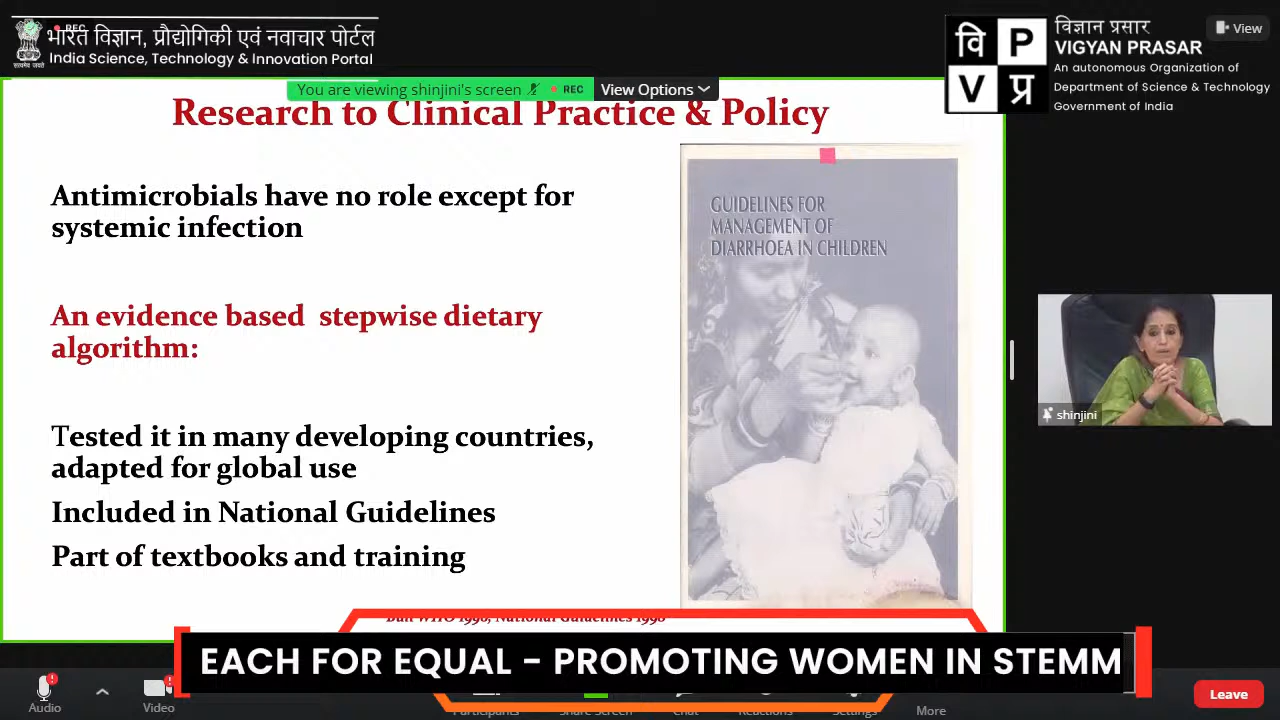 REC
भारत विज्ञान, प्रौद्योगिकी एवं नवाचार पोर्टल
India Science, Technology & Innovation Portal
सत्यमेव जयते
वि P
V प्र
विज्ञान प्रसार
VIGYAN PRASAR
An autonomous Organization of
Department of Science & Technology
Government of India
View
You are viewing shinjini's screen REC View Options
Research to Clinical Practice & Policy
Antimicrobials have no role except for
systemic infection
An evidence based stepwise dietary
algorithm:
Tested it in many developing countries,
adapted for global use
Included in National Guidelines
Part of textbooks and training
GUIDELINES FOR
MANAGEMENT OF
DIARRHOEA IN CHILDREN
shinjini
EACH FOR EQUAL - PROMOTING WOMEN IN STEMM
Audio
Video
More
Leave